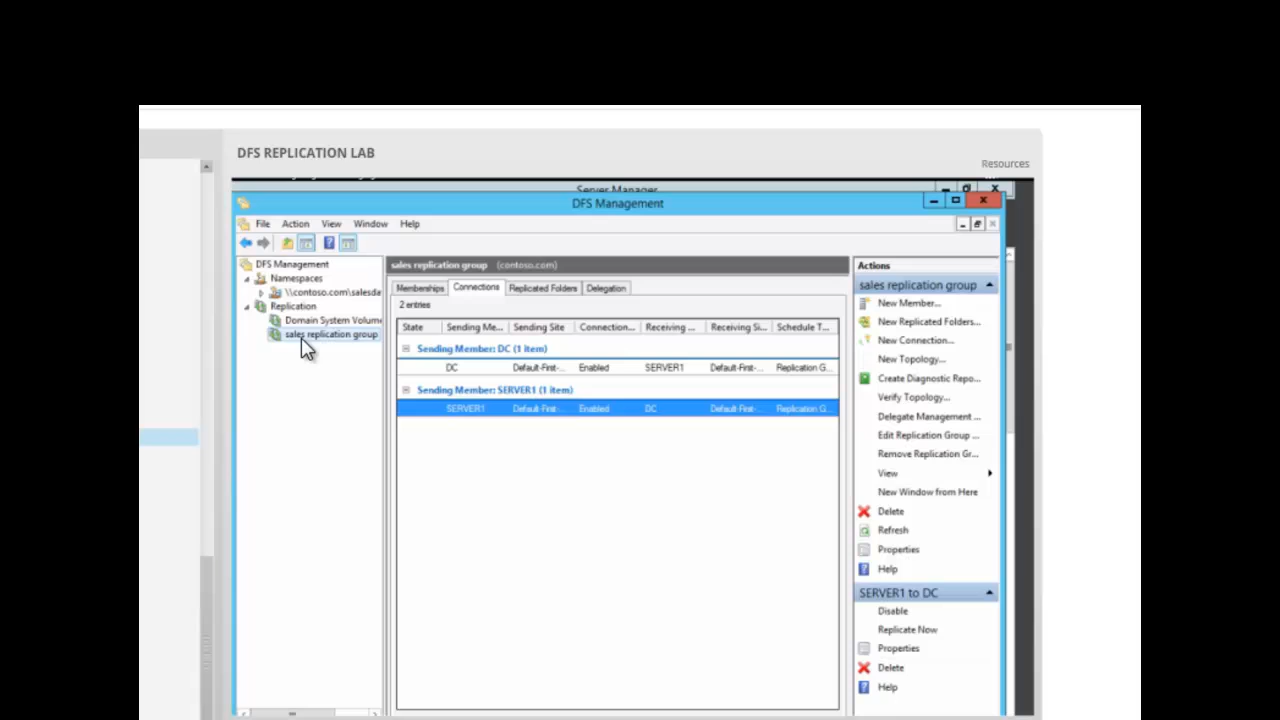 DFS REPLICATION LAB
Resources
Server Manager
DFS Management
File Action View Window Help
DFS Management
Namespaces
\\contoso.com\salesda
Replication
Domain System Volum
sales replication group
sales replication group (contoso.com)
Memberships Connections Replicated Folders Delegation
2 entries
State Sending Me... Sending Site Connection... Receiving ... Receiving Si... Schedule T...
Sending Member: DC (1 item)
DC Default-First-... Enabled SERVER1 Default-First-... Replication G...
Sending Member: SERVER1 (1 item)
SERVER1 Default-First-... Enabled DC Default-First-... Replication G...
Actions
sales replication group
New Member...
New Replicated Folders...
New Connection...
New Topology...
Create Diagnostic Repo...
Verify Topology...
Delegate Management ...
Edit Replication Group ...
Remove Replication Gr...
View
New Window from Here
Delete
Refresh
Properties
Help
SERVER1 to DC
Disable
Replicate Now
Properties
Delete
Help